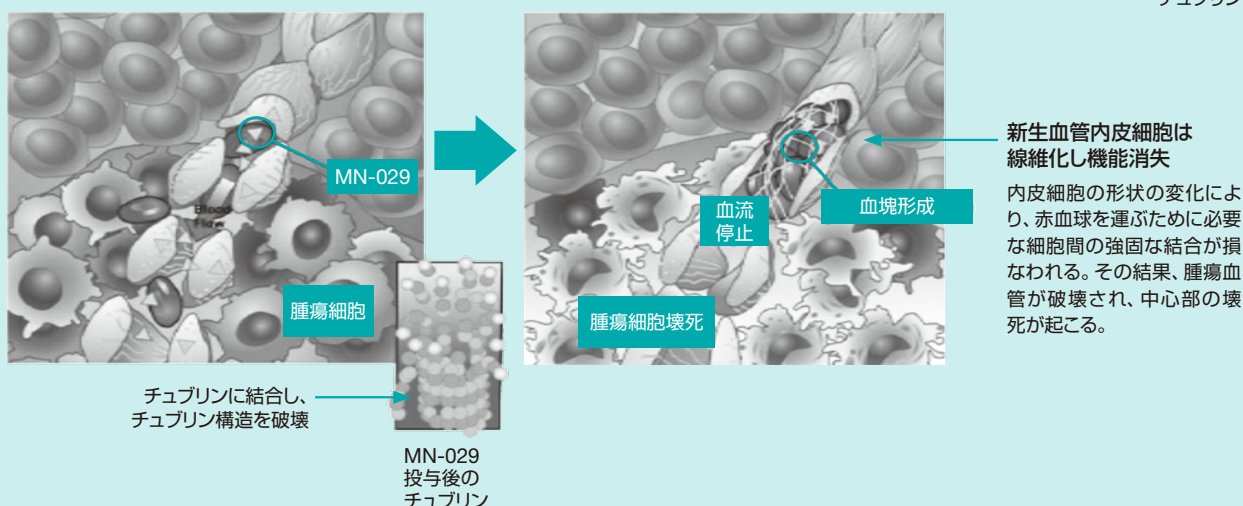 チュブリン
MN-029
Blood
Flow
腫瘍細胞
チュブリンに結合し、
チュブリン構造を破壊
MN-029
投与後の
チュブリン
血流
停止
血塊形成
腫瘍細胞壊死
新生血管内皮細胞は
線維化し機能消失
内皮細胞の形状の変化によ
り、赤血球を運ぶために必要
な細胞間の強固な結合が損
なわれる。その結果、腫瘍血
管が破壊され、中心部の壊
死が起こる。